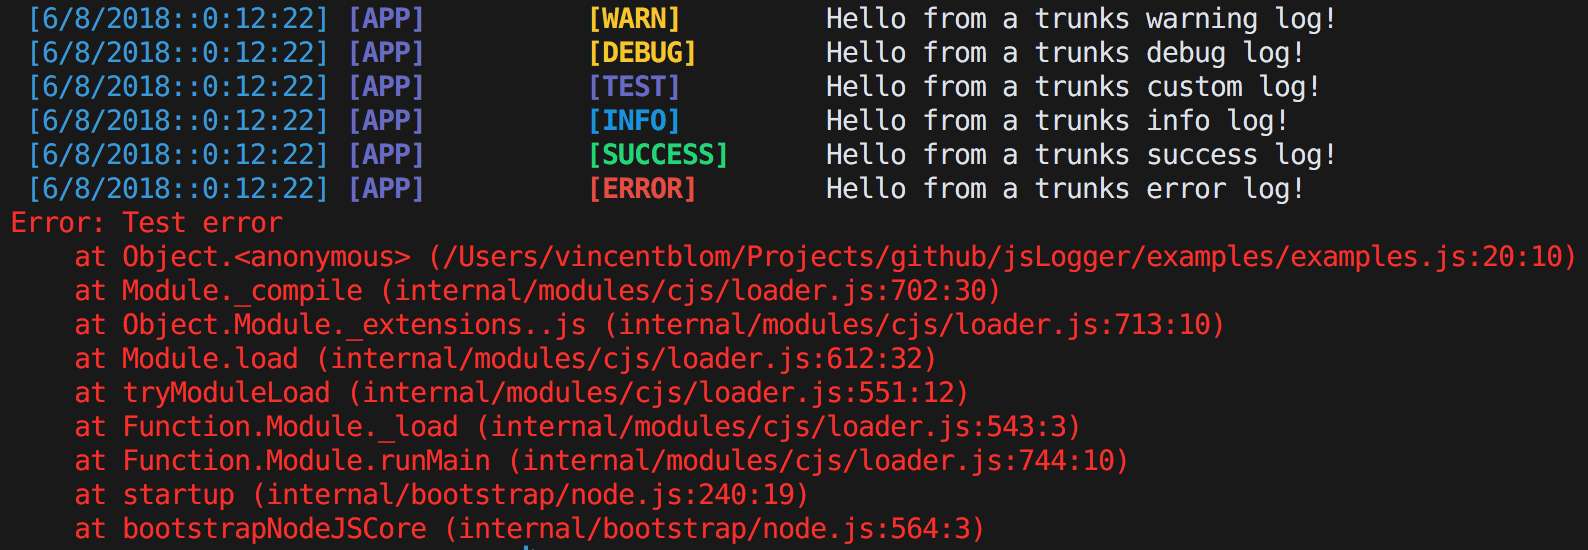 [6/8/2018::0:12:22] [APP] [WARN] Hello from a trunks warning log!
[6/8/2018::0:12:22] [APP] [DEBUG] Hello from a trunks debug log!
[6/8/2018::0:12:22] [APP] [TEST] Hello from a trunks custom log!
[6/8/2018::0:12:22] [APP] [INFO] Hello from a trunks info log!
[6/8/2018::0:12:22] [APP] [SUCCESS] Hello from a trunks success log!
[6/8/2018::0:12:22] [APP] [ERROR] Hello from a trunks error log!
Error: Test error
at Object.<anonymous> (/Users/vincentblom/Projects/github/jsLogger/examples/examples.js:20:10)
at Module._compile (internal/modules/cjs/loader.js:702:30)
at Object.Module._extensions..js (internal/modules/cjs/loader.js:713:10)
at Module.load (internal/modules/cjs/loader.js:612:32)
at tryModuleLoad (internal/modules/cjs/loader.js:551:12)
at Function.Module._load (internal/modules/cjs/loader.js:543:3)
at Function.Module.runMain (internal/modules/cjs/loader.js:744:10)
at startup (internal/bootstrap/node.js:240:19)
at bootstrapNodeJSCore (internal/bootstrap/node.js:564:3)